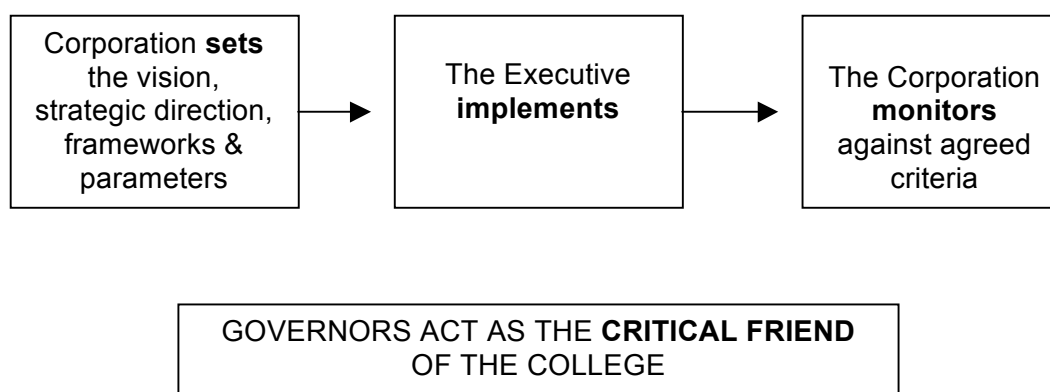 Corporation sets
the vision,
strategic direction,
frameworks &
parameters
The Executive
implements
The Corporation
monitors
against agreed
criteria
GOVERNORS ACT AS THE CRITICAL FRIEND
OF THE COLLEGE